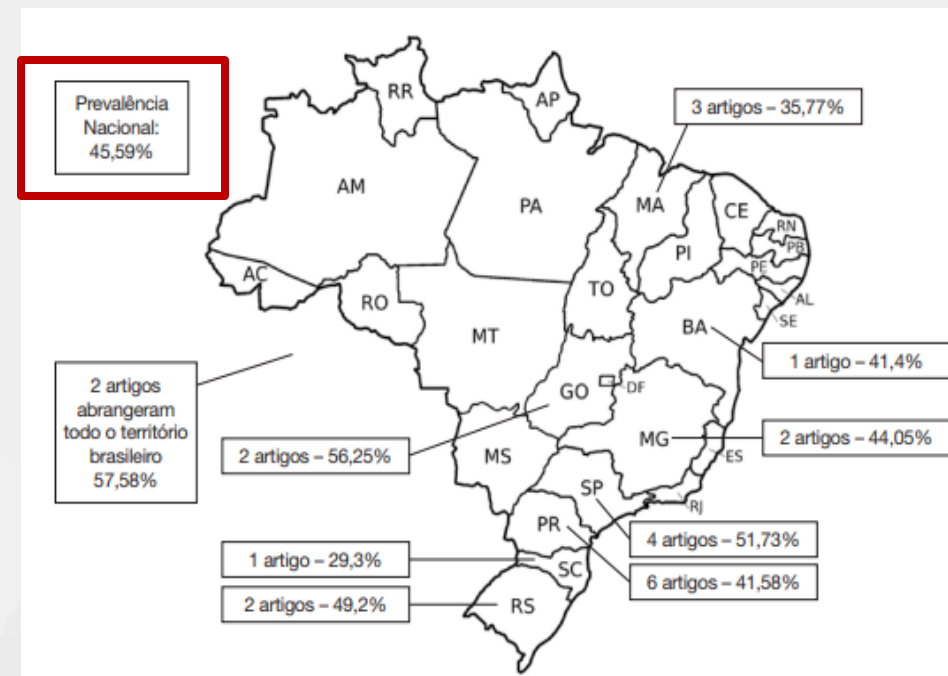 Prevalência
Nacional:
45,59%
RR
AP
3 artigos – 35,77%
AM
PA
MA
CE
RN
PB
PI
PE
AC
TO
AL
RO
SE
BA
MT
1 artigo – 41,4%
2 artigos
abrangeram
todo o território
brasileiro
57,58%
GO
DF
MG
2 artigos – 44,05%
2 artigos – 56,25%
MS
ES
SP
RJ
PR
4 artigos – 51,73%
1 artigo – 29,3%
SC
6 artigos – 41,58%
2 artigos – 49,2%
RS